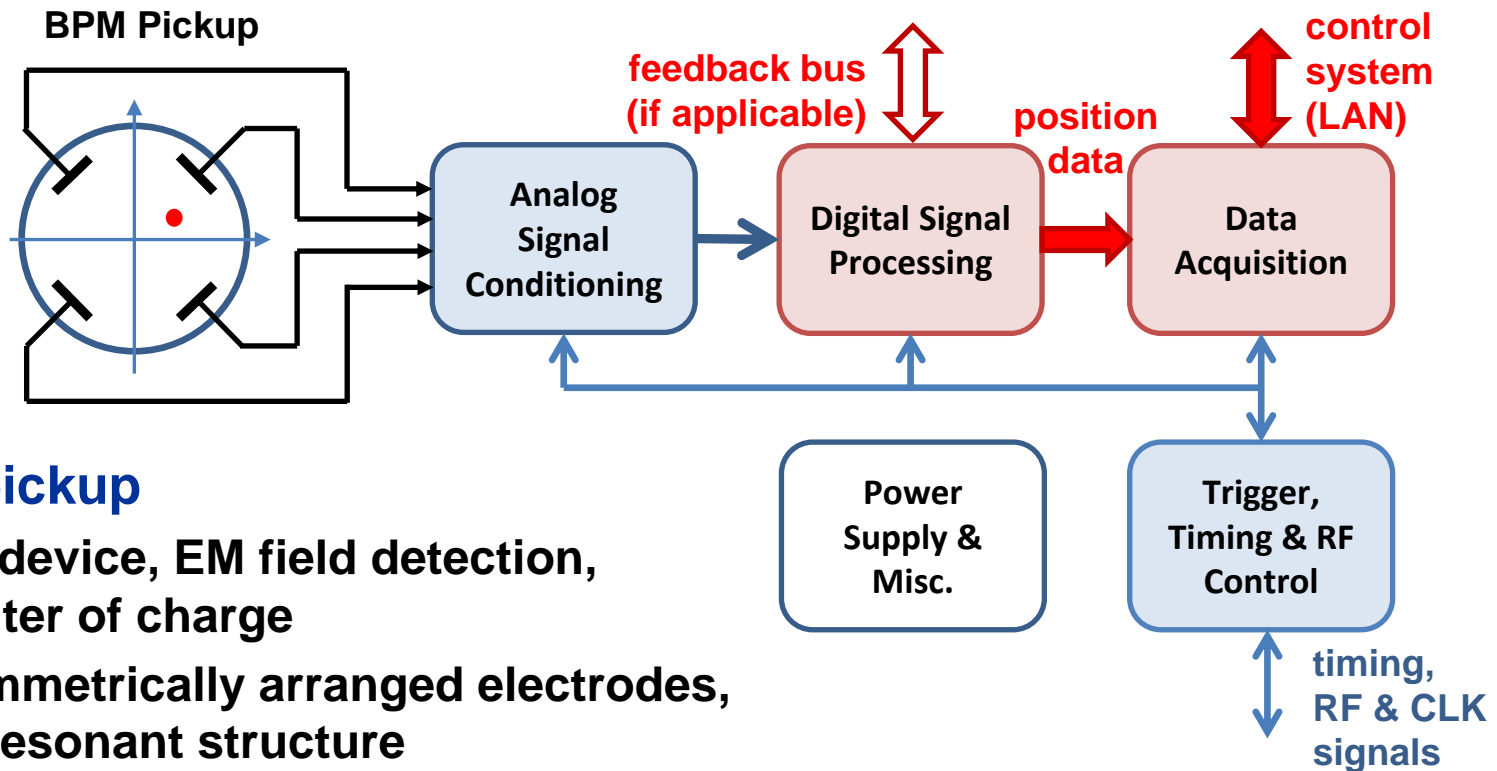 BPM Pickup
feedback bus
(if applicable)
position
data
control
system
(LAN)
Analog
Signal
Conditioning
Digital Signal
Processing
Data
Acquisition
Power
Supply &
Misc.
Trigger,
Timing & RF
Control
timing,
RF & CLK
signals
ickup
device, EM field detection,
ter of charge
mmetrically arranged electrodes,
esonant structure